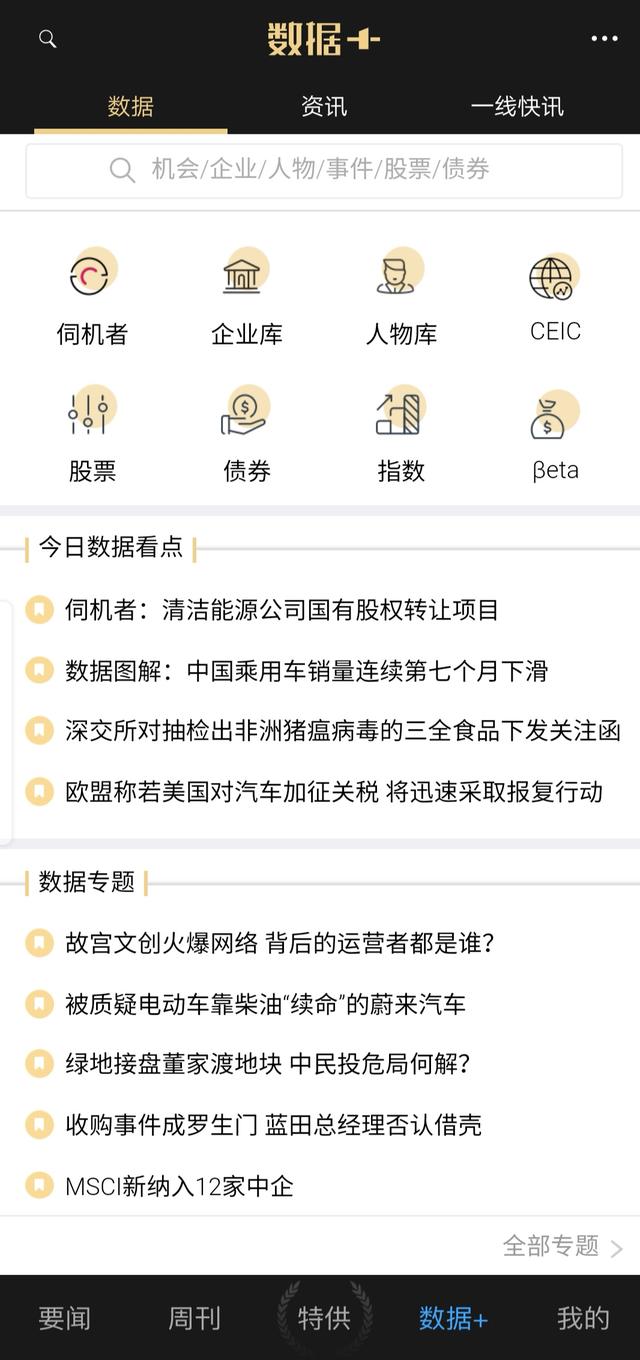 数据+
数据 资讯 一线快讯
机会/企业/人物/事件/股票/债券
伺机者 企业库 人物库 CEIC
股票 债券 指数 βeta
今日数据看点
伺机者：清洁能源公司国有股权转让项目
数据图解：中国乘用车销量连续第七个月下滑
深交所对抽检出非洲猪瘟病毒的三全食品下发关注函
欧盟称若美国对汽车加征关税 将迅速采取报复行动
数据专题
故宫文创火爆网络 背后的运营者都是谁？
被质疑电动车靠柴油“续命”的蔚来汽车
绿地接盘董家渡地块 中民投危局何解？
收购事件成罗生门 蓝田总经理否认借壳
MSCI新纳入12家中企
全部专题
要闻 周刊 特供 数据+ 我的